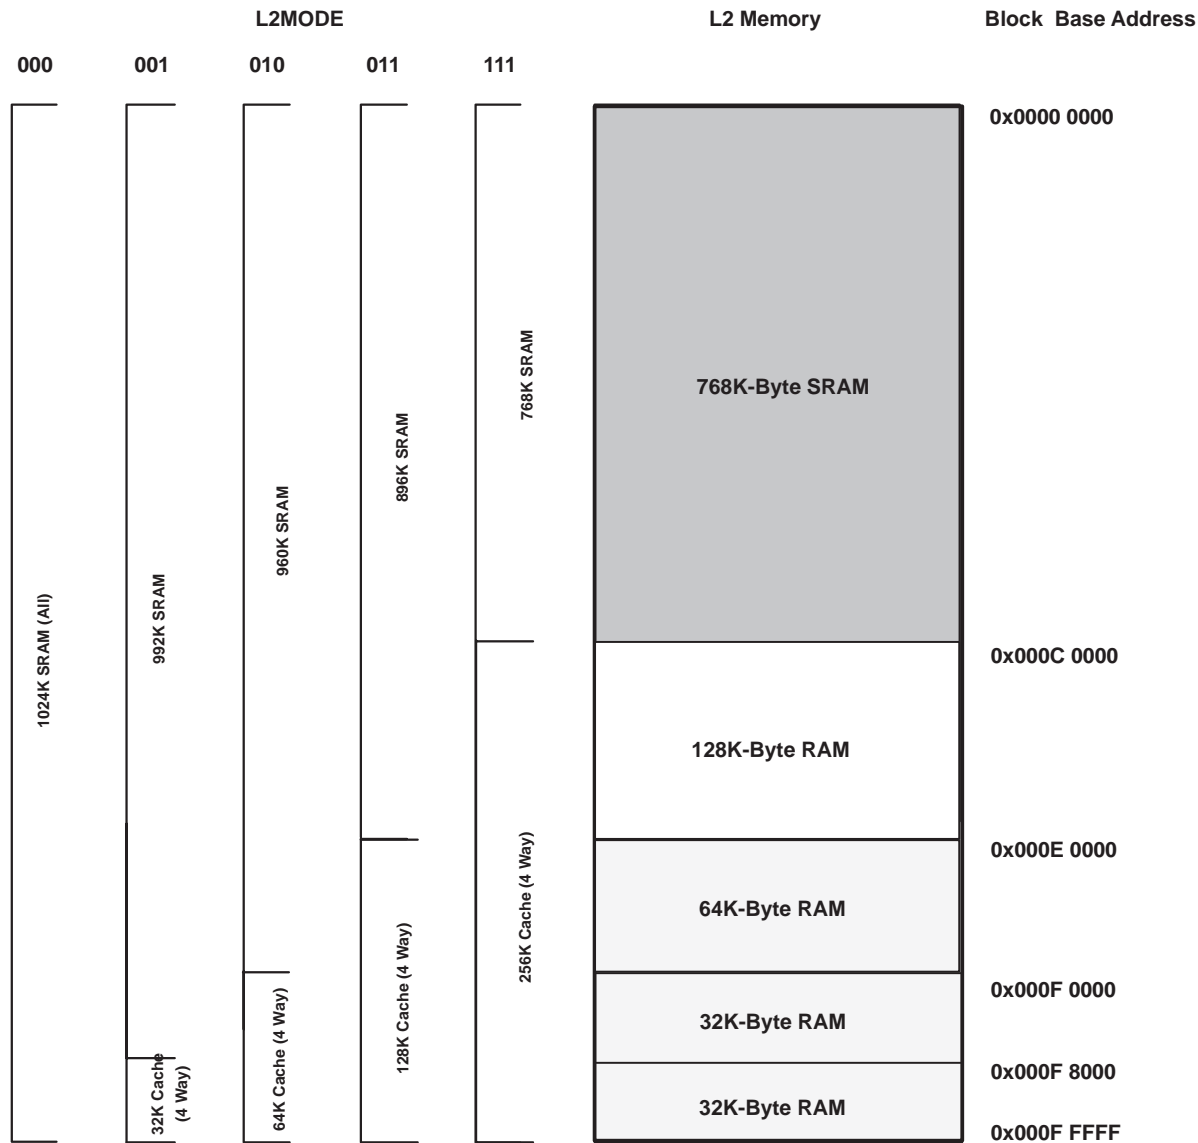 L2MODE
L2 Memory
Block Base Address
000
001
010
011
111
1024K SRAM (All)
992K SRAM
32K Cache
(4 Way)
960K SRAM
64K Cache (4 Way)
896K SRAM
128K Cache (4 Way)
768K SRAM
256K Cache (4 Way)
768K-Byte SRAM
128K-Byte RAM
64K-Byte RAM
32K-Byte RAM
32K-Byte RAM
0x0000 0000
0x000C 0000
0x000E 0000
0x000F 0000
0x000F 8000
0x000F FFFF